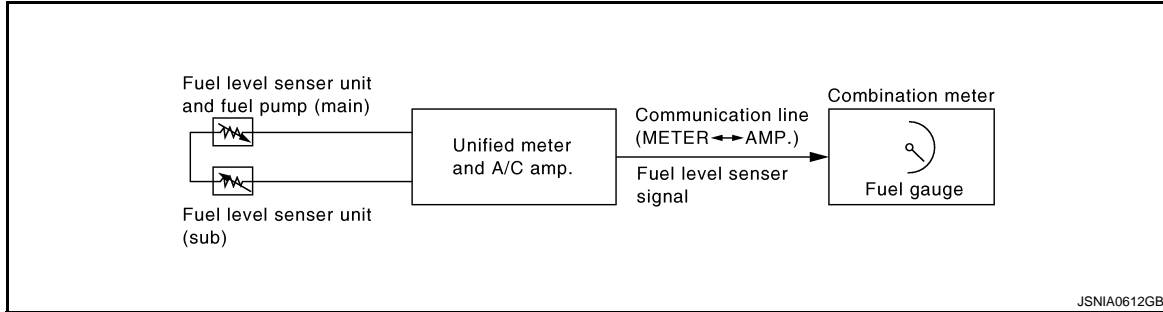 Fuel level senser unit
and fuel pump (main)
Fuel level senser unit
(sub)
Unified meter
and A/C amp.
Communication line
(METER◄─►AMP.)
Fuel level senser
signal
Combination meter
Fuel gauge
JSNIA0612GB